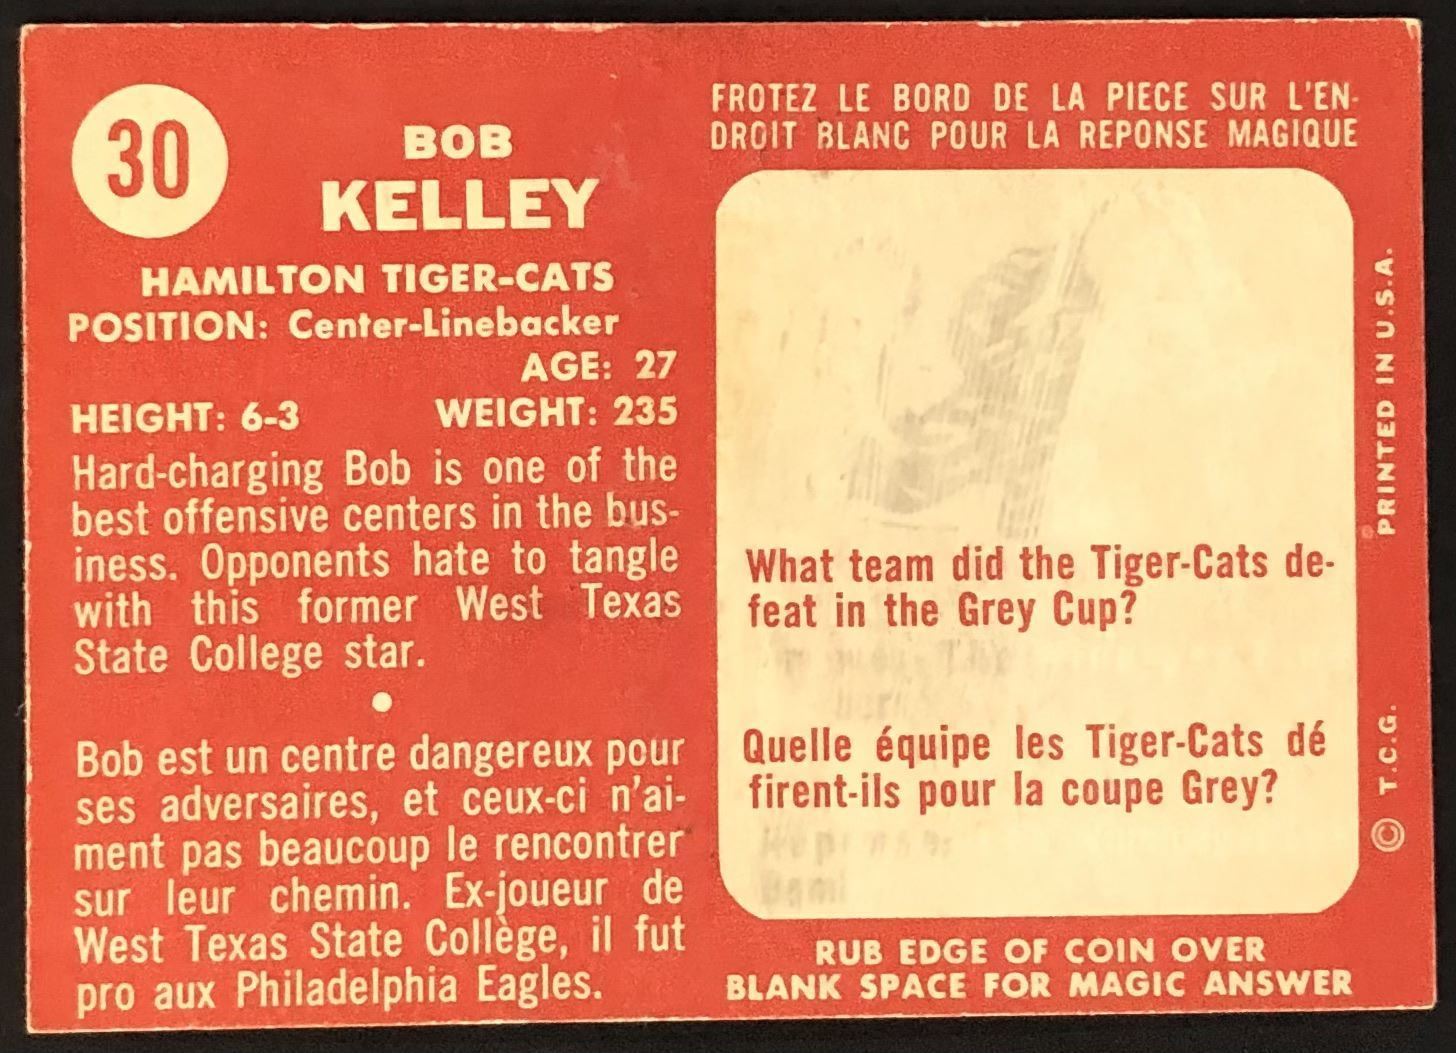 30
BOB
KELLEY
HAMILTON TIGER-CATS
POSITION: Center-Linebacker
AGE: 27
HEIGHT: 6-3 WEIGHT: 235
Hard-charging Bob is one of the
best offensive centers in the bus-
iness. Opponents hate to tangle
with this former West Texas
State College star.
Bob est un centre dangereux pour
ses adversaires, et ceux-ci n'ai-
ment pas beaucoup le rencontrer
sur leur chemin. Ex-joueur de
West Texas State Collège, il fut
pro aux Philadelphia Eagles.
FROTEZ LE BORD DE LA PIECE SUR L'EN-
DROIT BLANC POUR LA REPONSE MAGIQUE
What team did the Tiger-Cats de-
feat in the Grey Cup?
Quelle équipe les Tiger-Cats dé
firent-ils pour la coupe Grey?
RUB EDGE OF COIN OVER
BLANK SPACE FOR MAGIC ANSWER
© T.C.G. PRINTED IN U.S.A.